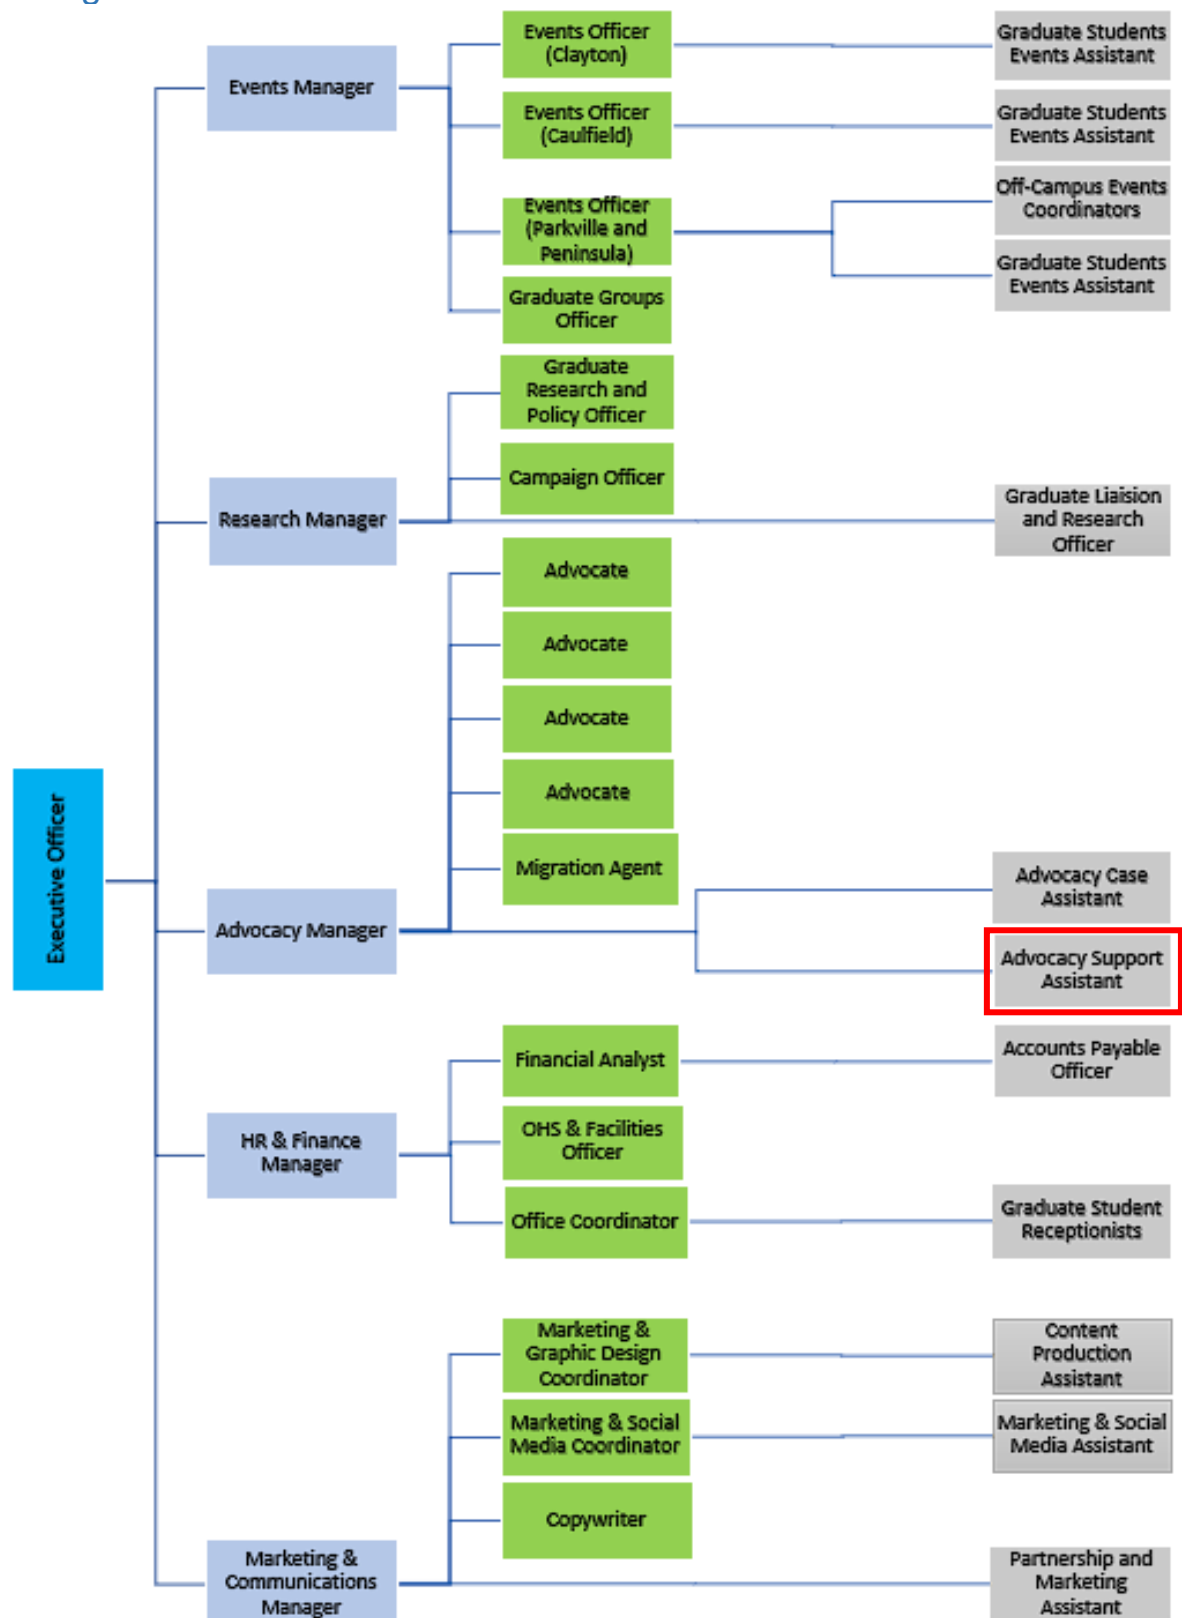 Events Officer
(Clayton)
Graduate Students
Events Assistant
Events Manager
Events Officer
(Caulfield)
Graduate Students
Events Assistant
Events Officer
(Parkville and
Peninsula)
Off-Campus Events
Coordinators
Graduate Students
Events Assistant
Graduate Groups
Officer
Graduate
Research and
Policy Officer
Campaign Officer
Research Manager
Graduate Liaision
and Research
Officer
Advocate
Advocate
Advocate
Advocate
Migration Agent
Executive Officer
Advocacy Manager
Advocacy Case
Assistant
Advocacy Support
Assistant
Financial Analyst
Accounts Payable
Officer
HR & Finance
Manager
OHS & Facilities
Officer
Office Coordinator
Graduate Student
Receptionists
Marketing &
Graphic Design
Coordinator
Content
Production
Assistant
Marketing & Social
Media Coordinator
Marketing & Social
Media Assistant
Copywriter
Marketing &
Communications
Manager
Partnership and
Marketing
Assistant